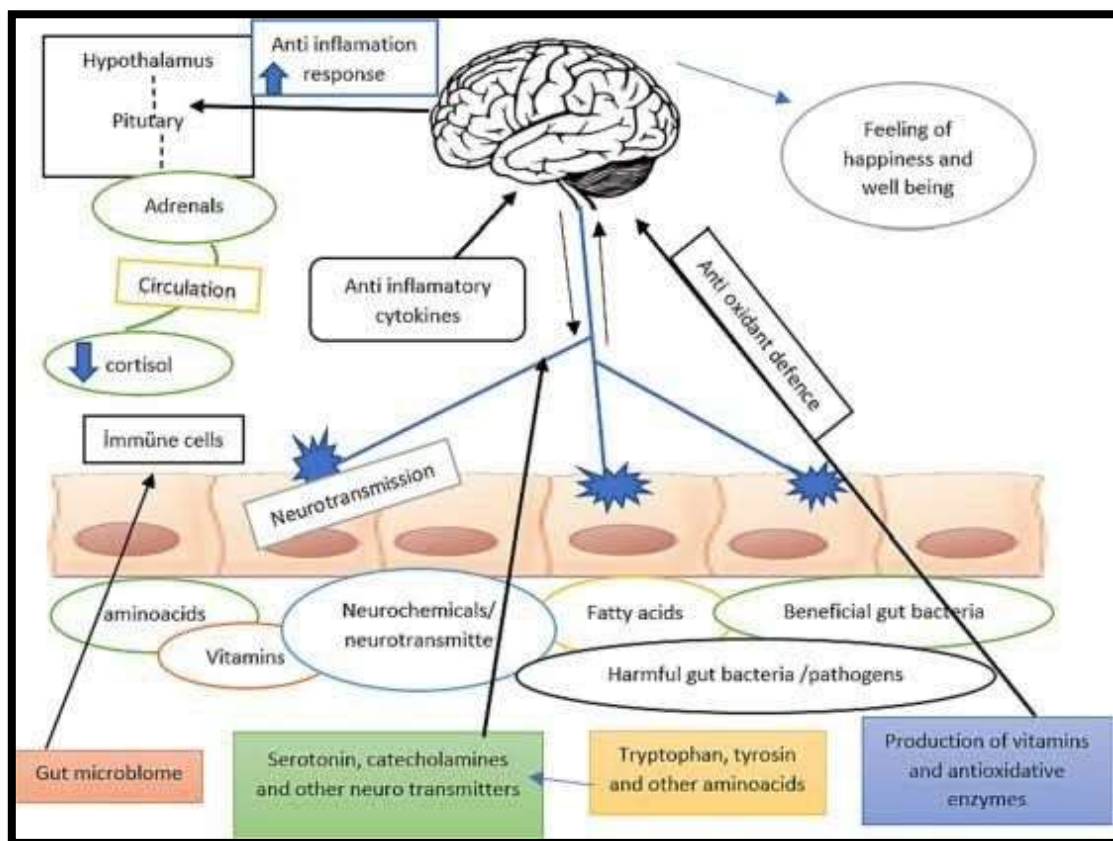 Hypothalamus
Pitutary
Anti inflamation
response
Feeling of
happiness and
well being
Adrenals
Circulation
cortisol
Anti inflamatory
cytokines
Anti oxidant defence
İmmüne cells
Neurotransmission
aminoacids
Vitamins
Neurochemicals/
neurotransmitte
Fatty acids
Beneficial gut bacteria
Harmful gut bacteria /pathogens
Gut microblome
Serotonin, catecholamines
and other neuro transmitters
Tryptophan, tyrosin
and other aminoacids
Production of vitamins
and antioxidative
enzymes